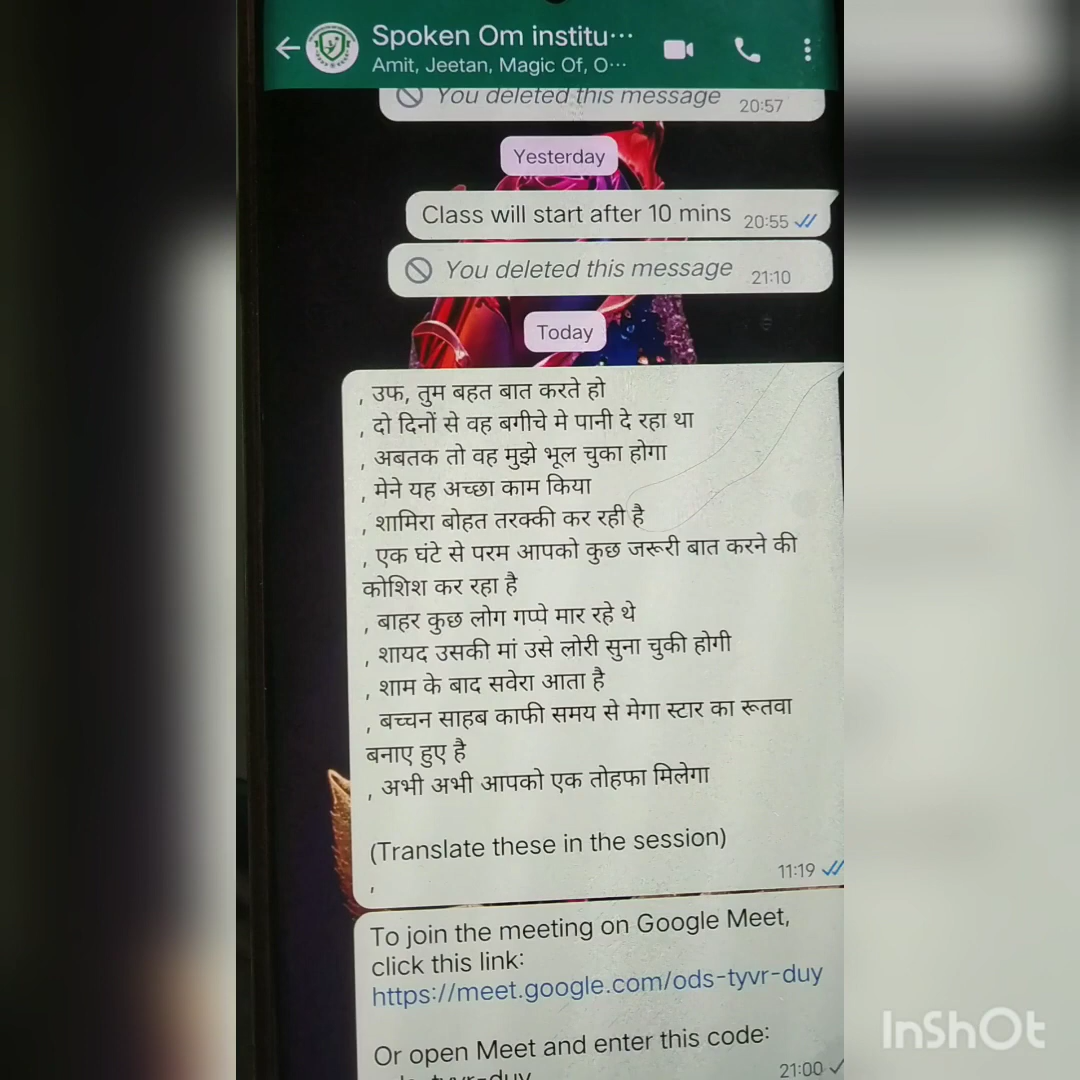 Spoken Om institu...
Amit, Jeetan, Magic Of, O...
You deleted this message 20:57
Yesterday
Class will start after 10 mins 20:55
You deleted this message 21:10
Today
, उफ, तुम बहत बात करते हो
, दो दिनों से वह बगीचे मे पानी दे रहा था
, अबतक तो वह मुझे भूल चुका होगा
, मेने यह अच्छा काम किया
, शामिरा बोहत तरक्की कर रही है
, एक घंटे से परम आपको कुछ जरूरी बात करने की
कोशिश कर रहा है
, बाहर कुछ लोग गप्पे मार रहे थे
, शायद उसकी मां उसे लोरी सुना चुकी होगी
, शाम के बाद सवेरा आता है
, बच्चन साहब काफी समय से मेगा स्टार का रूतवा
बनाए हुए है
, अभी अभी आपको एक तोहफा मिलेगा
(Translate these in the session)
11:19
,
To join the meeting on Google Meet,
click this link:
https://meet.google.com/ods-tyvr-duy
Or open Meet and enter this code:
ods-tyvr-duy 21:00
InShOt